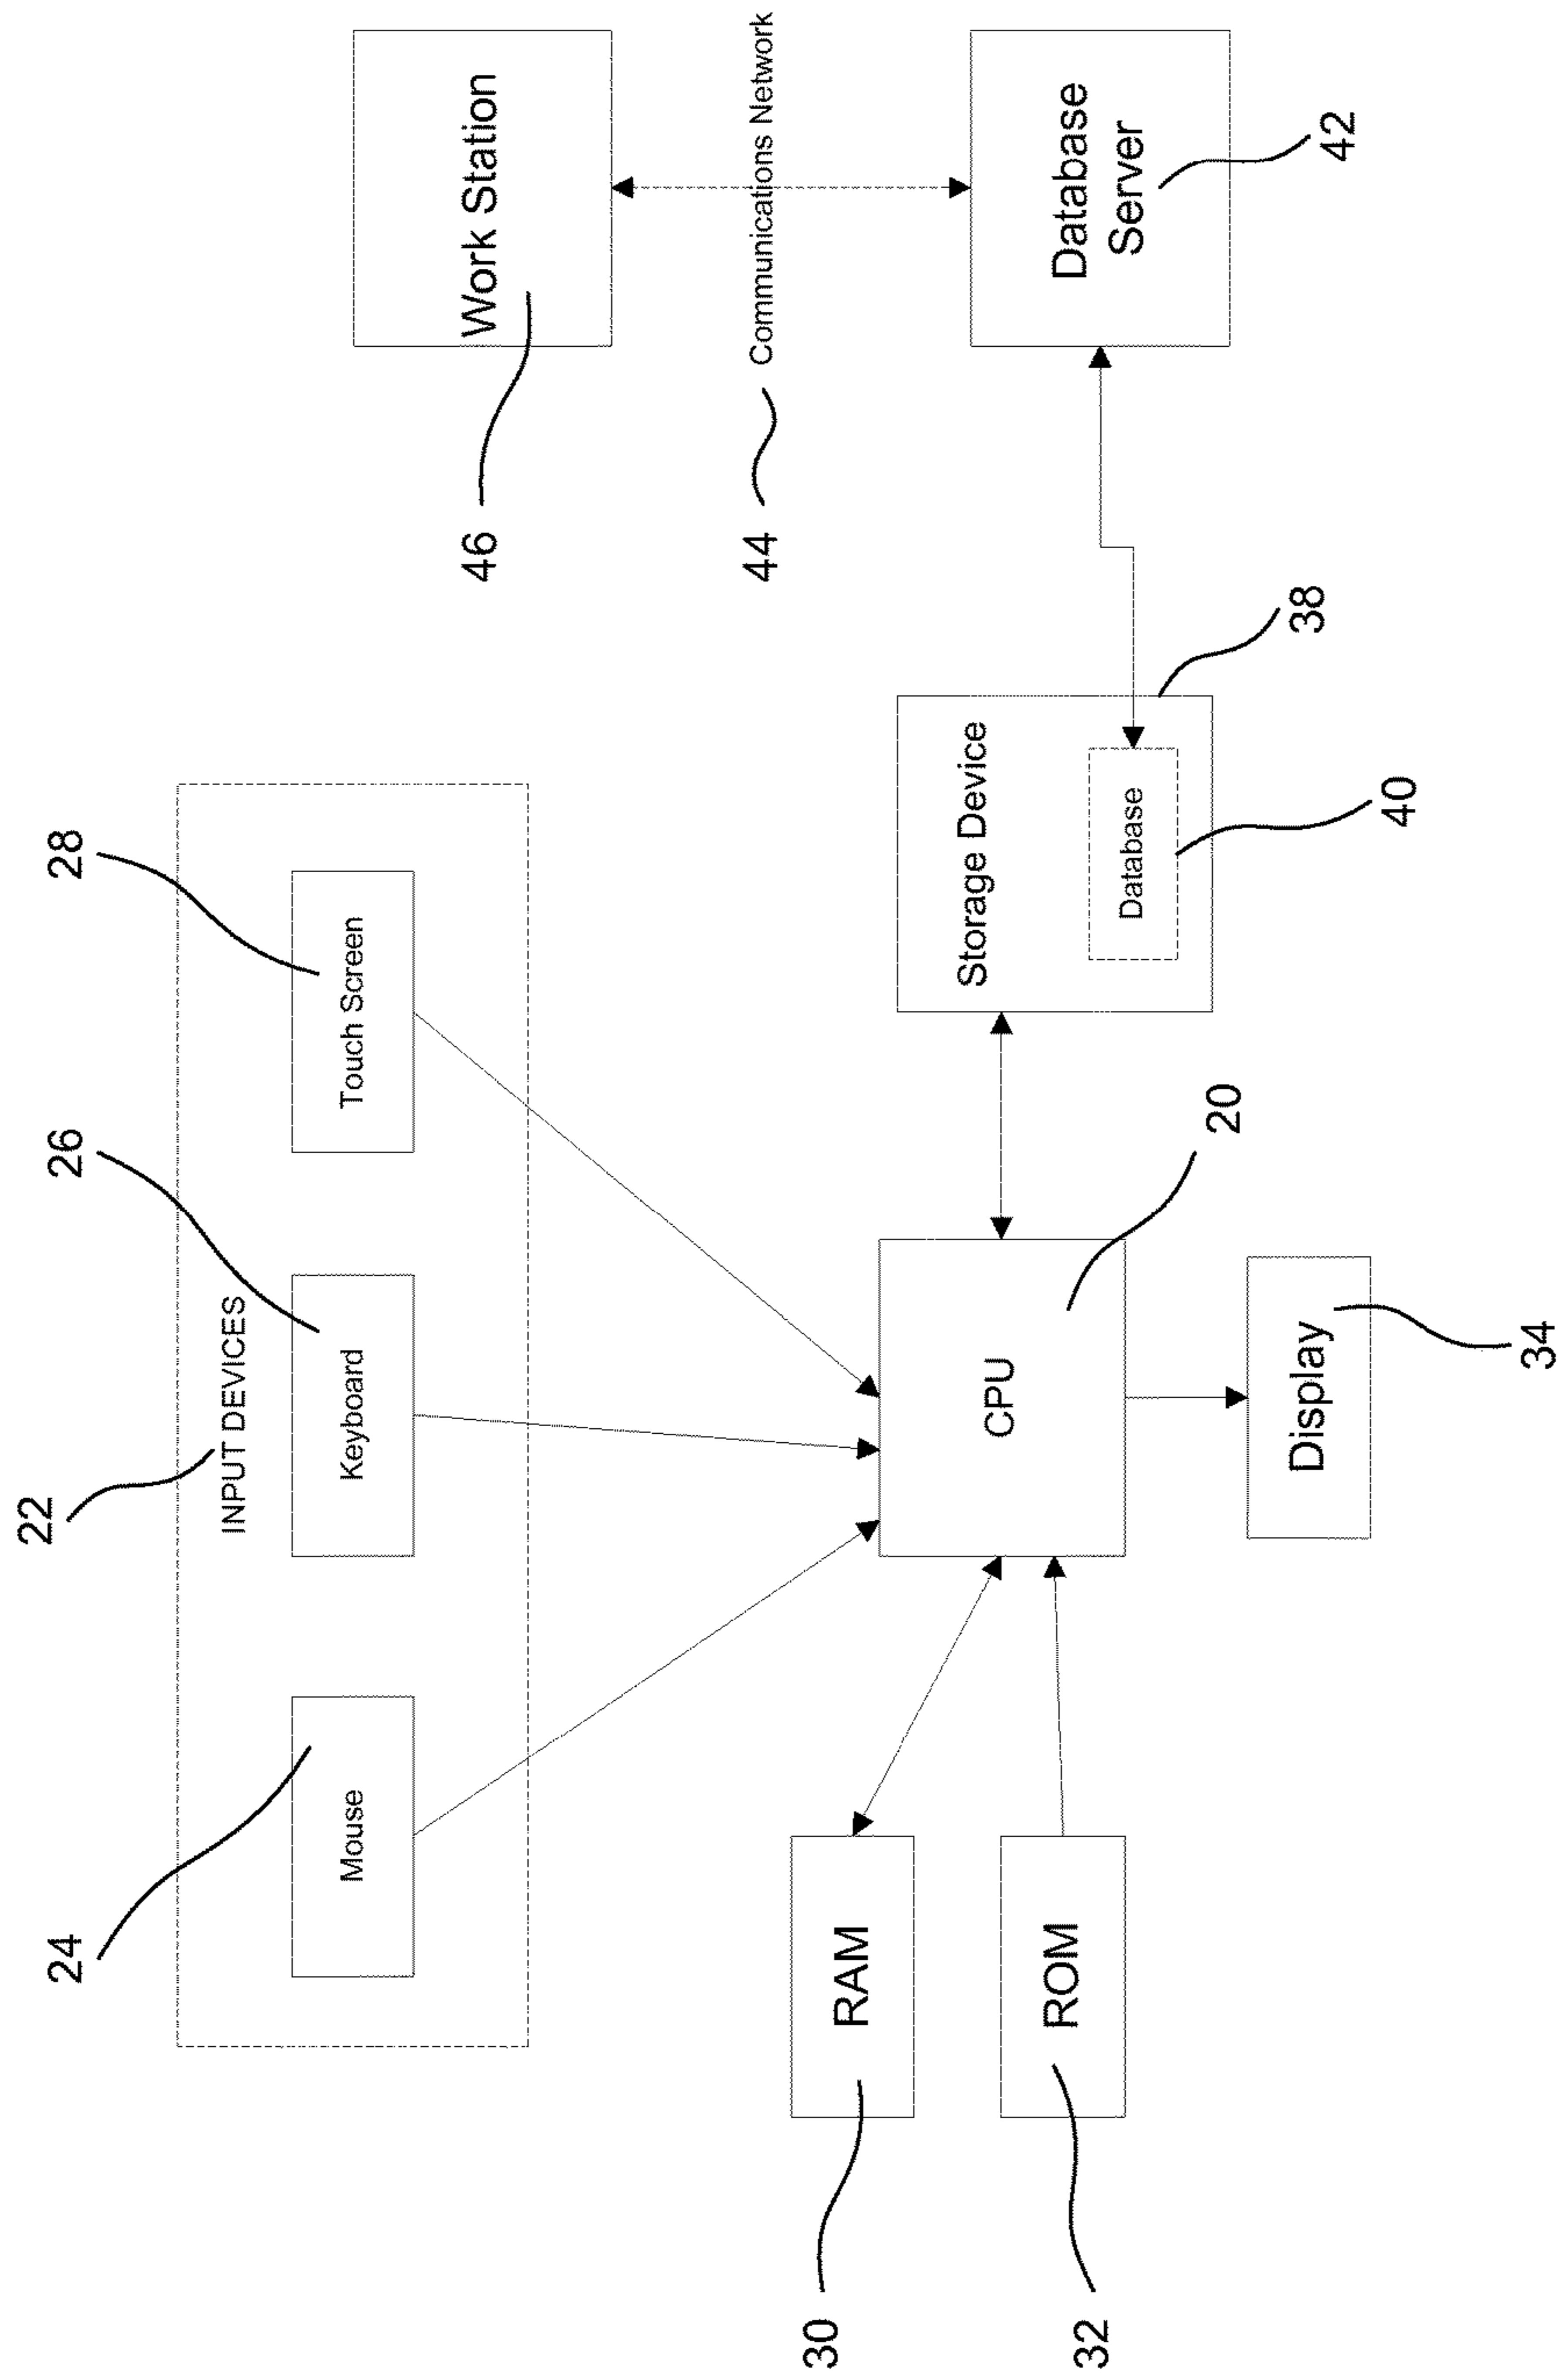 22
INPUT DEVICES
24
Mouse
26
Keyboard
28
Touch Screen
46
Work Station
44
Communications Network
30
RAM
32
ROM
CPU
20
Display
34
Storage Device
38
Database
40
Database
Server
42